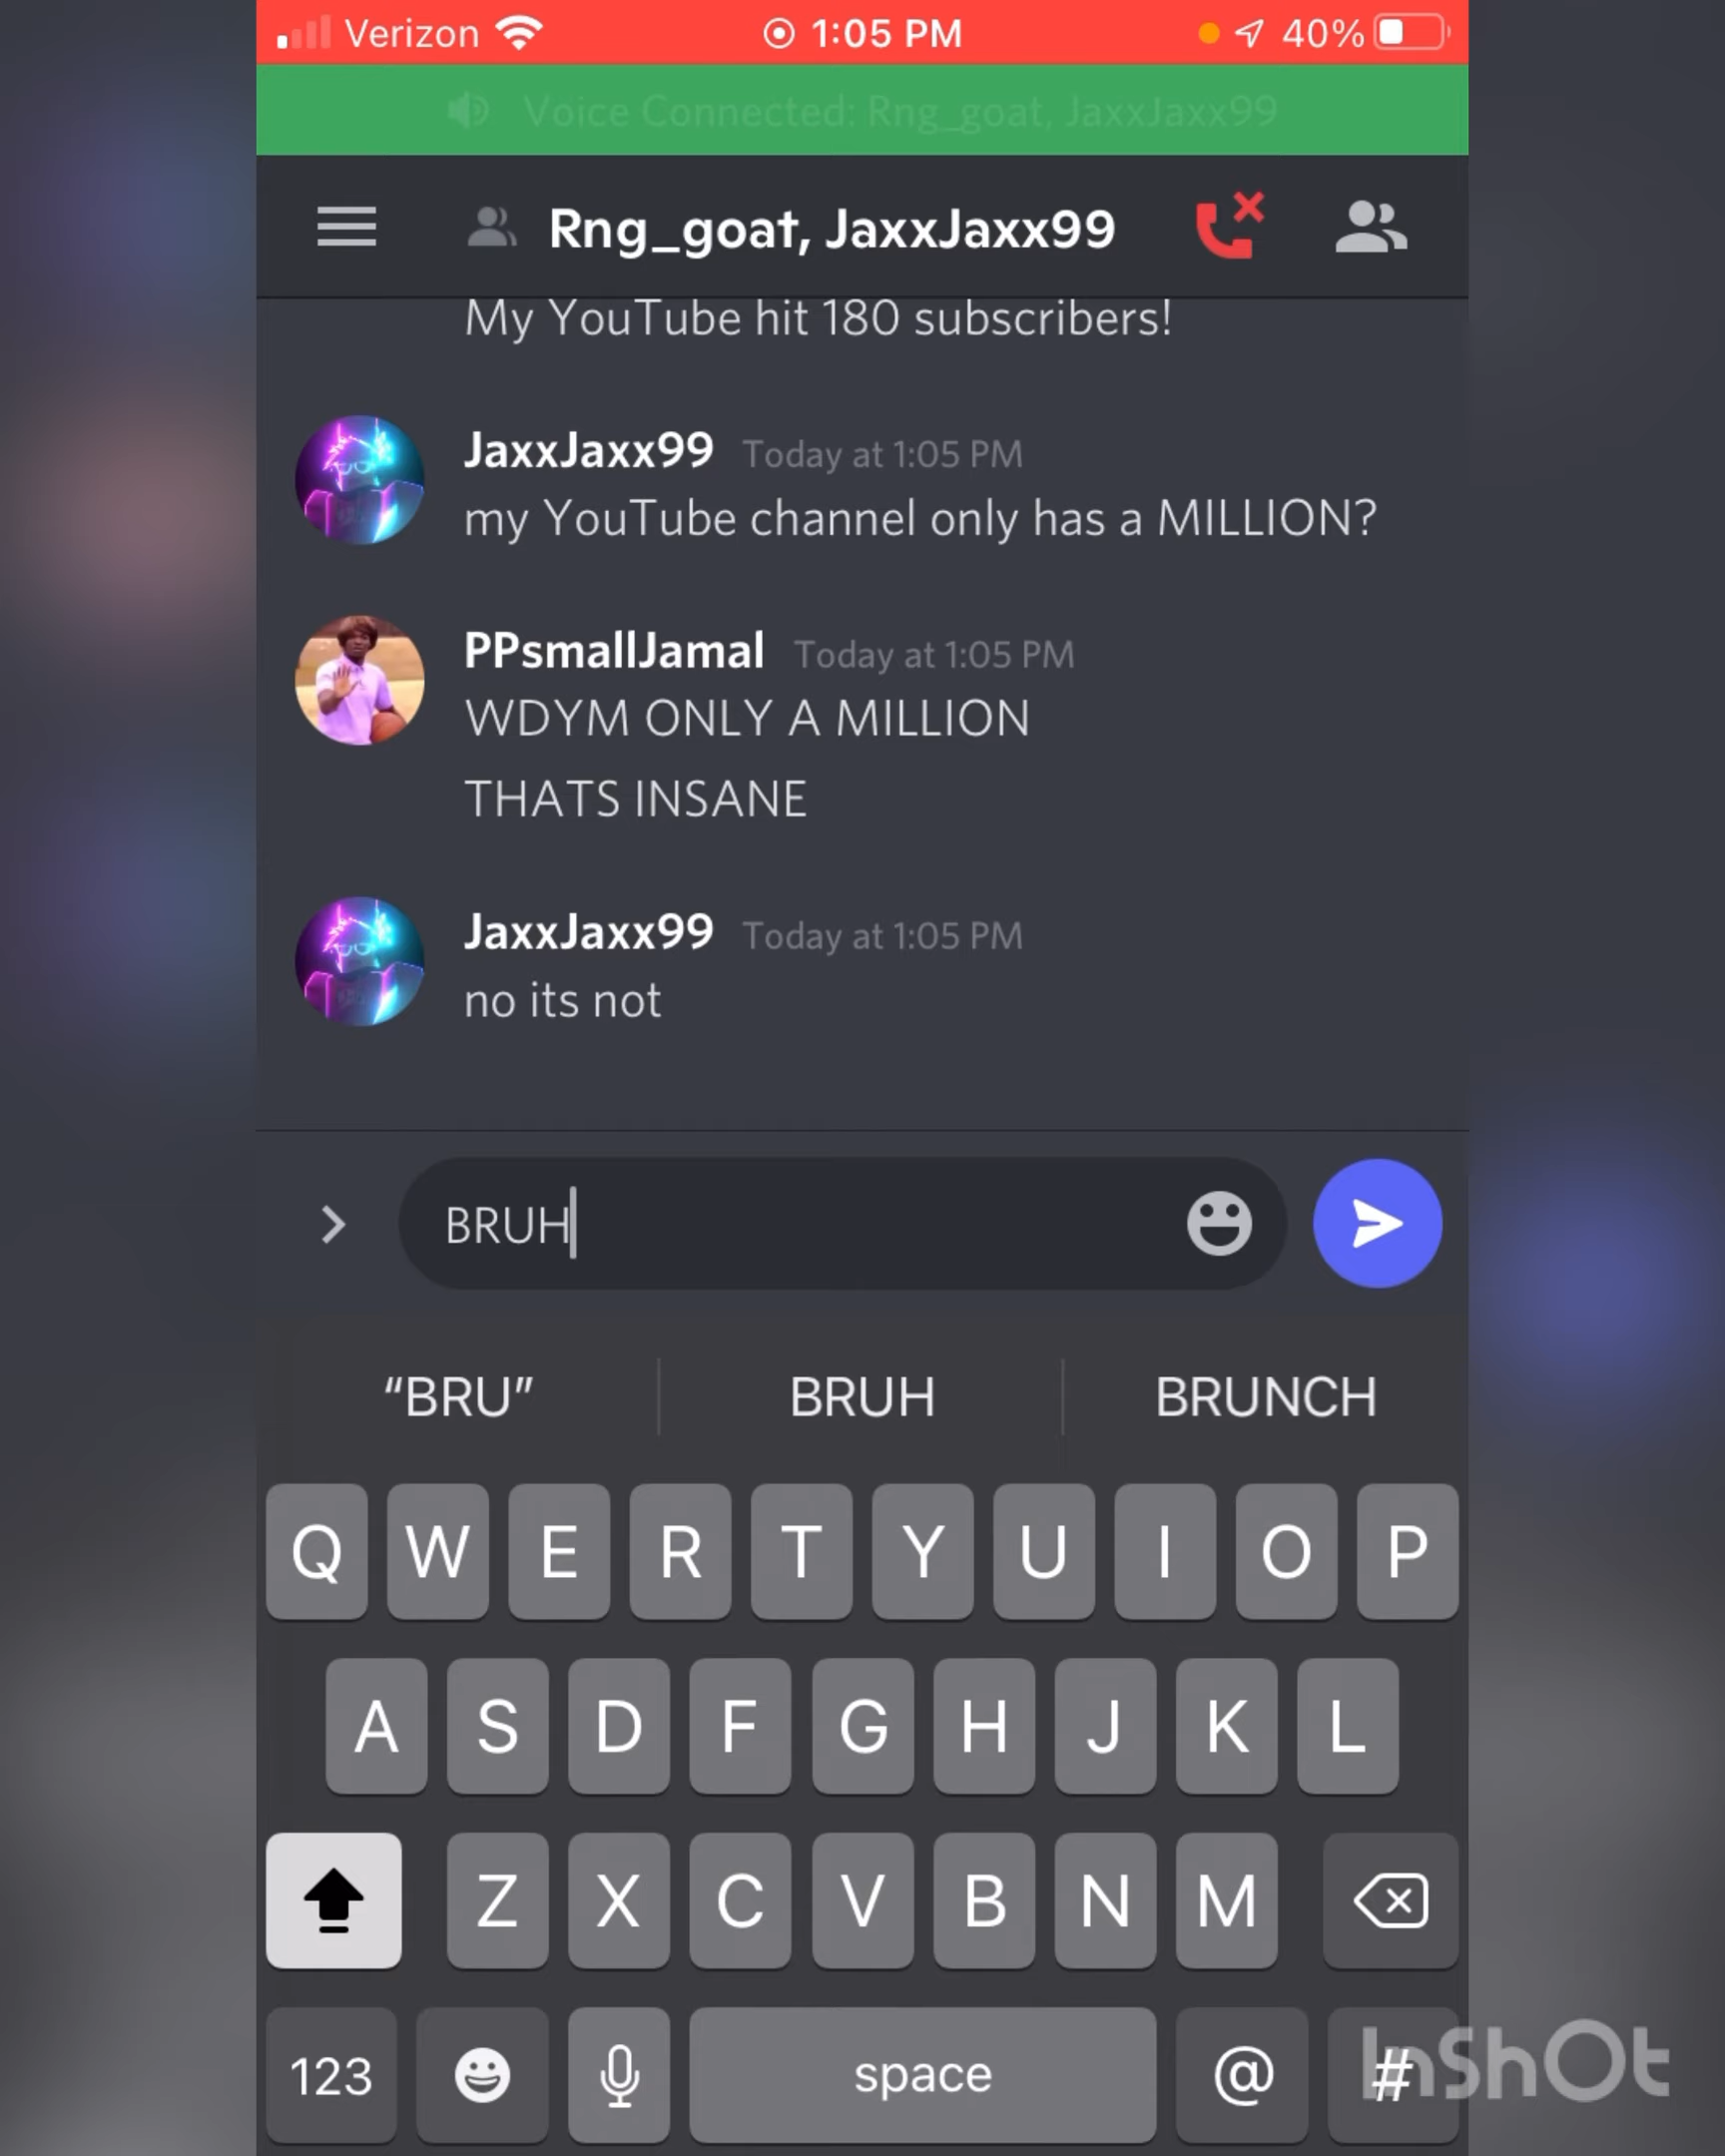 Verizon 1:05 PM 40%
Voice Connected: Rng_goat, JaxxJaxx99
Rng_goat, JaxxJaxx99
My YouTube hit 180 subscribers!
JaxxJaxx99 Today at 1:05 PM
my YouTube channel only has a MILLION?
PPsmallJamal Today at 1:05 PM
WDYM ONLY A MILLION
THATS INSANE
JaxxJaxx99 Today at 1:05 PM
no its not
BRUH
“BRU” BRUH BRUNCH
Q W E R T Y U I O P
A S D F G H J K L
Z X C V B N M
123 space @ #
InShOt